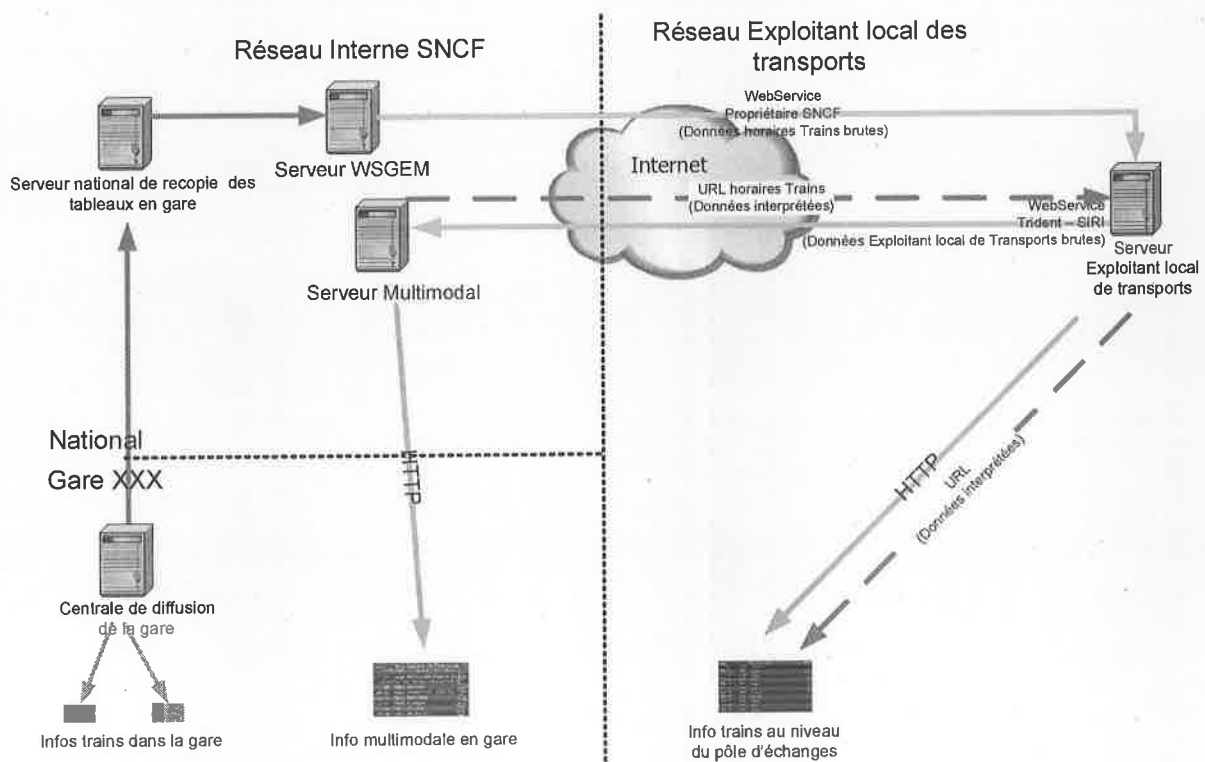 Réseau Interne SNCF
Réseau Exploitant local des
transports
WebService
Propriétaire SNCF
(Données horaires Trains brutes)
Serveur WSGEM
Internet
Serveur national de recopie des
tableaux en gare
URL horaires Trains
(Données interprétées)
WebService
Trident – SIRI
(Données Exploitant local de Transports brutes)
Serveur
Exploitant local
de transports
Serveur Multimodal
National
Gare XXX
HTTP
HTTP
URL
(Données interprétées)
Centrale de diffusion
de la gare
Infos trains dans la gare
Info multimodale en gare
Info trains au niveau
du pôle d'échanges